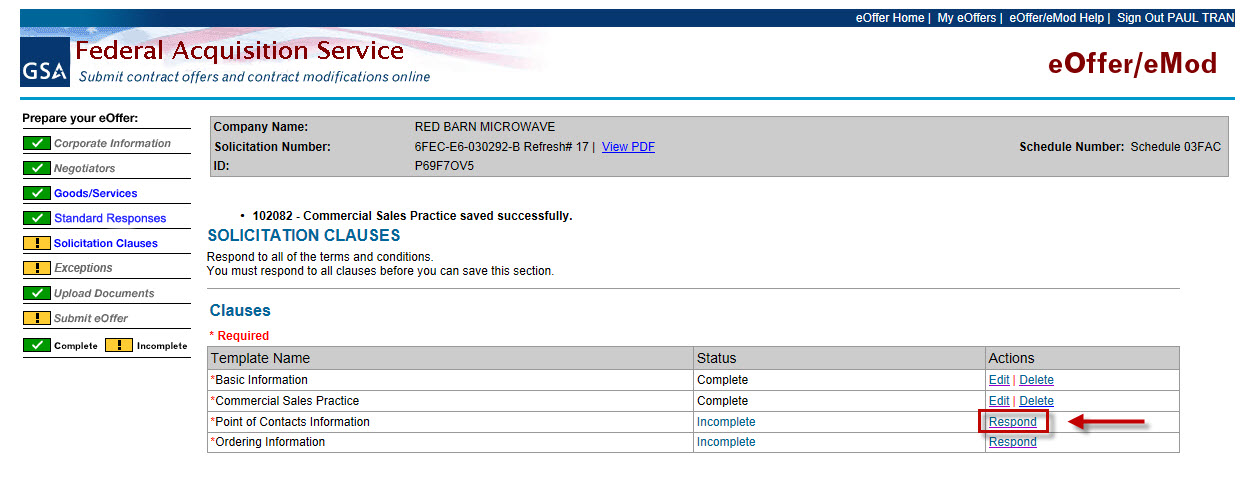 eOffer Home | My eOffers | eOffer/eMod Help | Sign Out PAUL TRAN
GSA
Federal Acquisition Service
Submit contract offers and contract modifications online
eOffer/eMod
Prepare your eOffer:
Corporate Information
Negotiators
Goods/Services
Standard Responses
! Solicitation Clauses
! Exceptions
Upload Documents
! Submit eOffer
Complete ! Incomplete
Company Name: RED BARN MICROWAVE
Solicitation Number: 6FEC-E6-030292-B Refresh# 17 | View PDF Schedule Number: Schedule 03FAC
ID: P69F7OV5
• 102082 - Commercial Sales Practice saved successfully.
SOLICITATION CLAUSES
Respond to all of the terms and conditions.
You must respond to all clauses before you can save this section.
Clauses
* Required
Template Name Status Actions
*Basic Information Complete Edit | Delete
*Commercial Sales Practice Complete Edit | Delete
*Point of Contacts Information Incomplete Respond
*Ordering Information Incomplete Respond